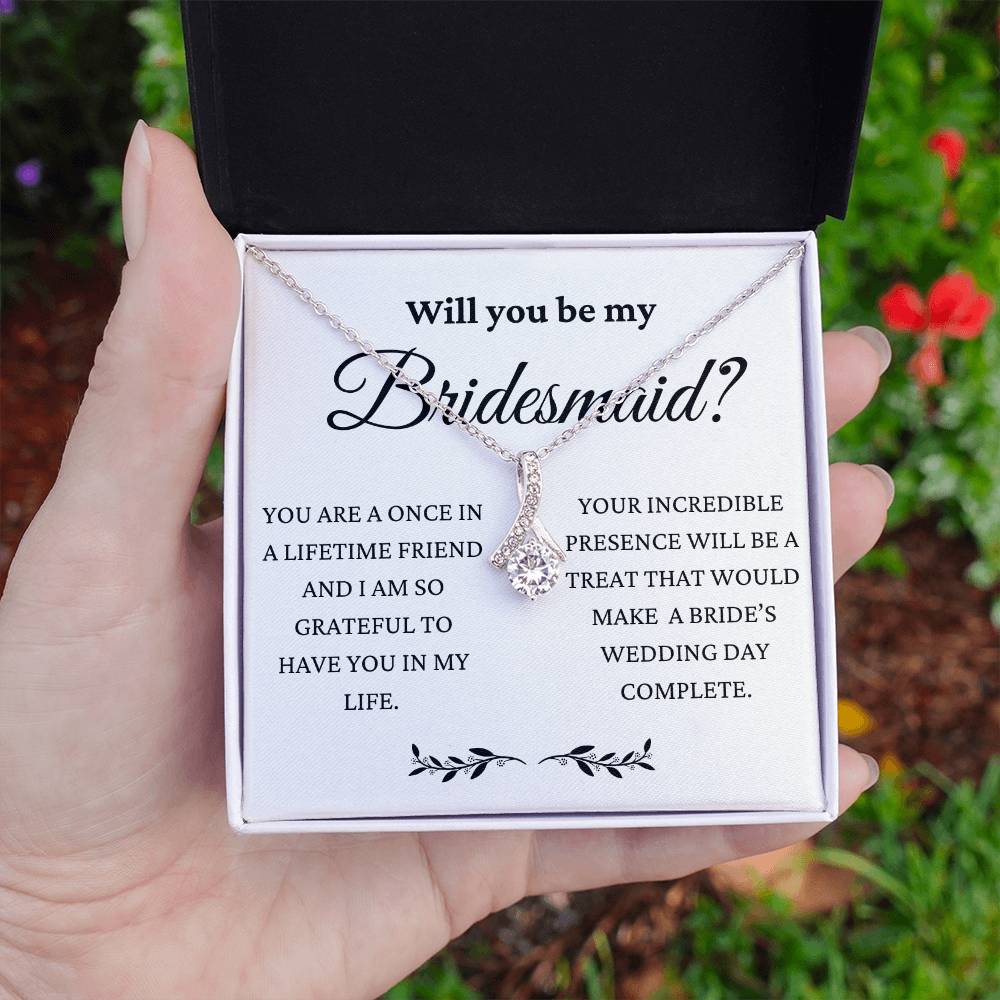 Will you be my
Bridesmaid?
YOU ARE A ONCE IN
A LIFETIME FRIEND
AND I AM SO
GRATEFUL TO
HAVE YOU IN MY
LIFE.
YOUR INCREDIBLE
PRESENCE WILL BE A
TREAT THAT WOULD
MAKE A BRIDE’S
WEDDING DAY
COMPLETE.